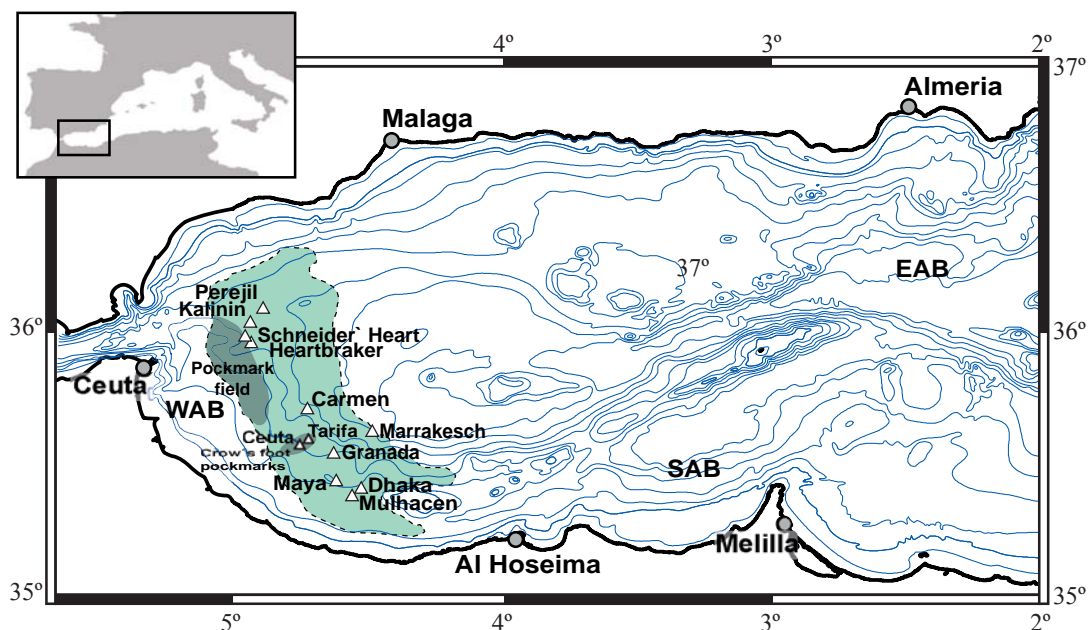 4º
3º
2º
37º
Almeria
Malaga
37º
EAB
Perejil
Kalinin
36º
Schneider` Heart
36º
Heartbraker
Pockmark
field
Ceuta
WAB
Carmen
Ceuta
Tarifa
Marrakesch
Crow`s foot
pockmarks
Granada
SAB
Maya
Dhaka
Mulhacen
Melilla
Al Hoseima
35º
35º
5º
4º
3º
2º